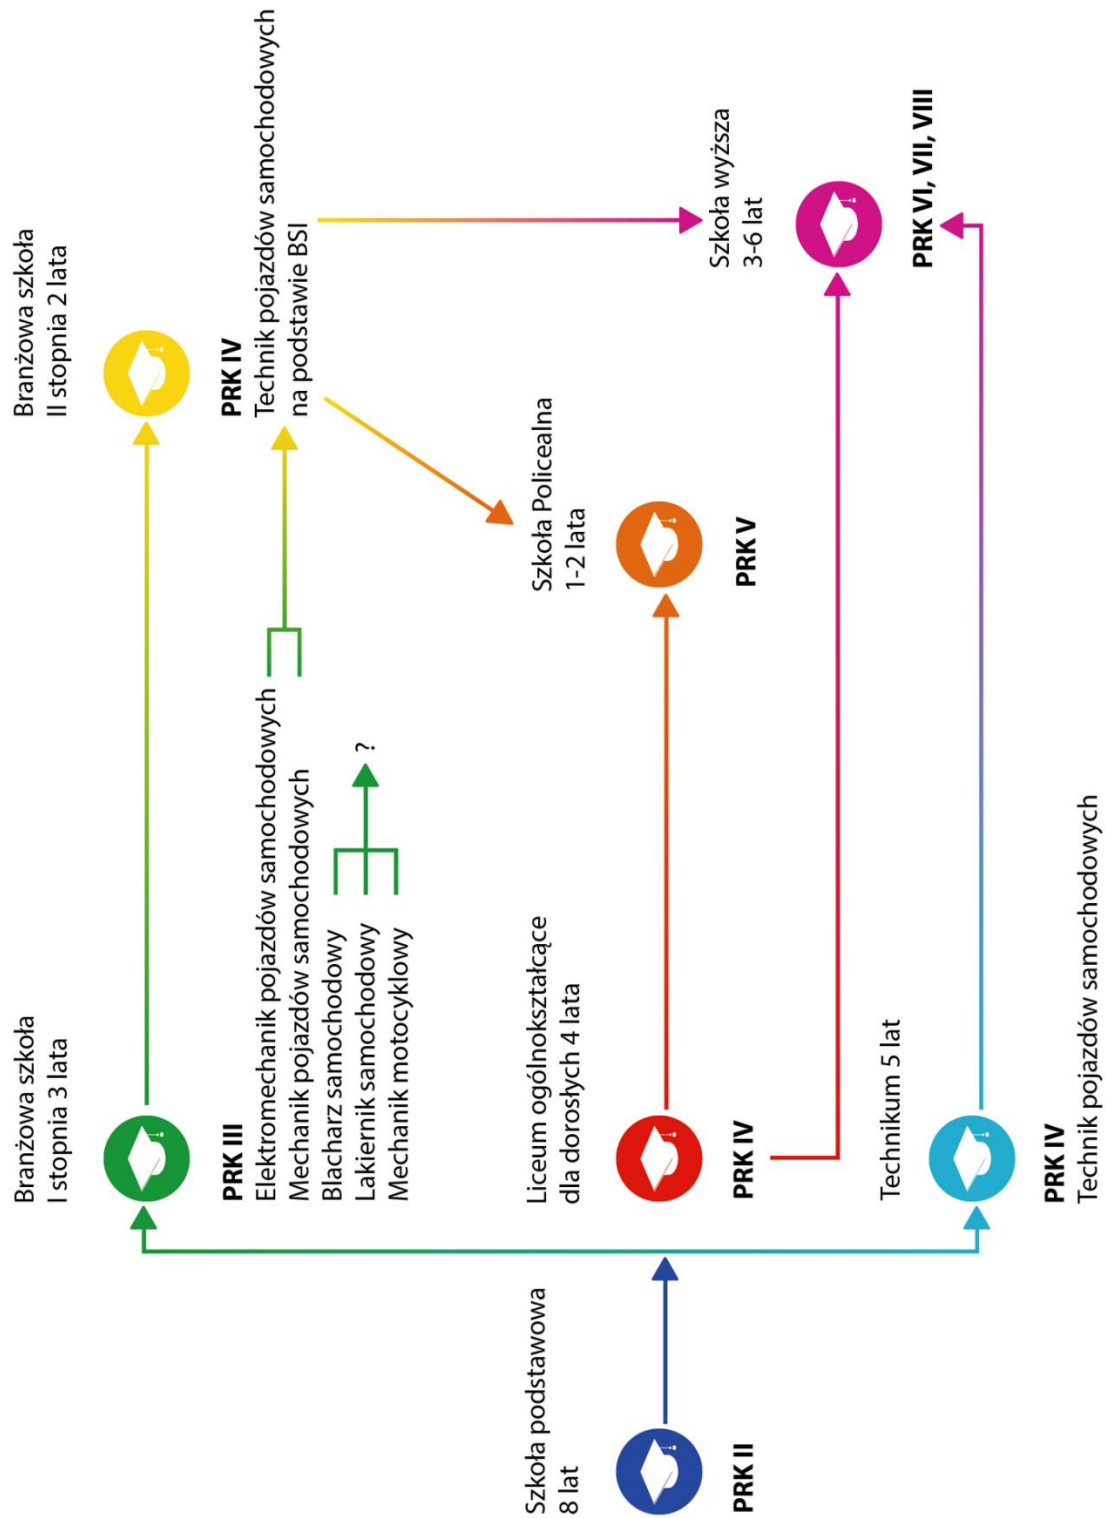 Branżowa szkoła
I stopnia 3 lata
PRK III
Elektromechanik pojazdów samochodowych
Mechanik pojazdów samochodowych
Blacharz samochodowy
Lakiernik samochodowy
Mechanik motocyklowy
?
Branżowa szkoła
II stopnia 2 lata
PRK IV
Technik pojazdów samochodowych
na podstawie BSI
Szkoła podstawowa
8 lat
PRK II
Liceum ogólnokształcące
dla dorosłych 4 lata
PRK IV
Szkoła Policealna
1-2 lata
PRK V
Szkoła wyższa
3-6 lat
PRK VI, VII, VIII
Technikum 5 lat
PRK IV
Technik pojazdów samochodowych